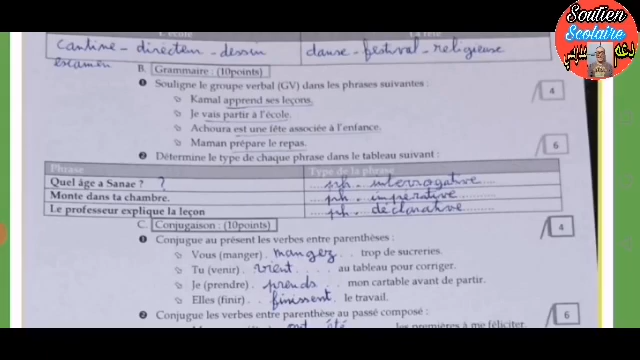 L'école La fête
Cantine - directeur - dessin danse - festival - religieuse
examen
B. Grammaire : (10points)
❶ Souligne le groupe verbal (GV) dans les phrases suivantes : 4
Kamal apprend ses leçons.
Je vais partir à l'école.
Achoura est une fête associée à l'enfance.
Maman prépare le repas.
❷ Détermine le type de chaque phrase dans le tableau suivant : 6
Phrase Type de la phrase
Quel âge a Sanae ? ? ph. interrogative
Monte dans ta chambre. ph. impérative
Le professeur explique la leçon ph. déclarative
C. Conjugaison : (10points)
❶ Conjugue au présent les verbes entre parenthèses : 4
Vous (manger) mangez trop de sucreries.
Tu (venir) vient au tableau pour corriger.
Je (prendre) prends mon cartable avant de partir.
Elles (finir) finissent le travail.
❷ Conjugue les verbes entre parenthèse au passé composé : 6
ont été les premières à me féliciter.
Soutien
Scolaire